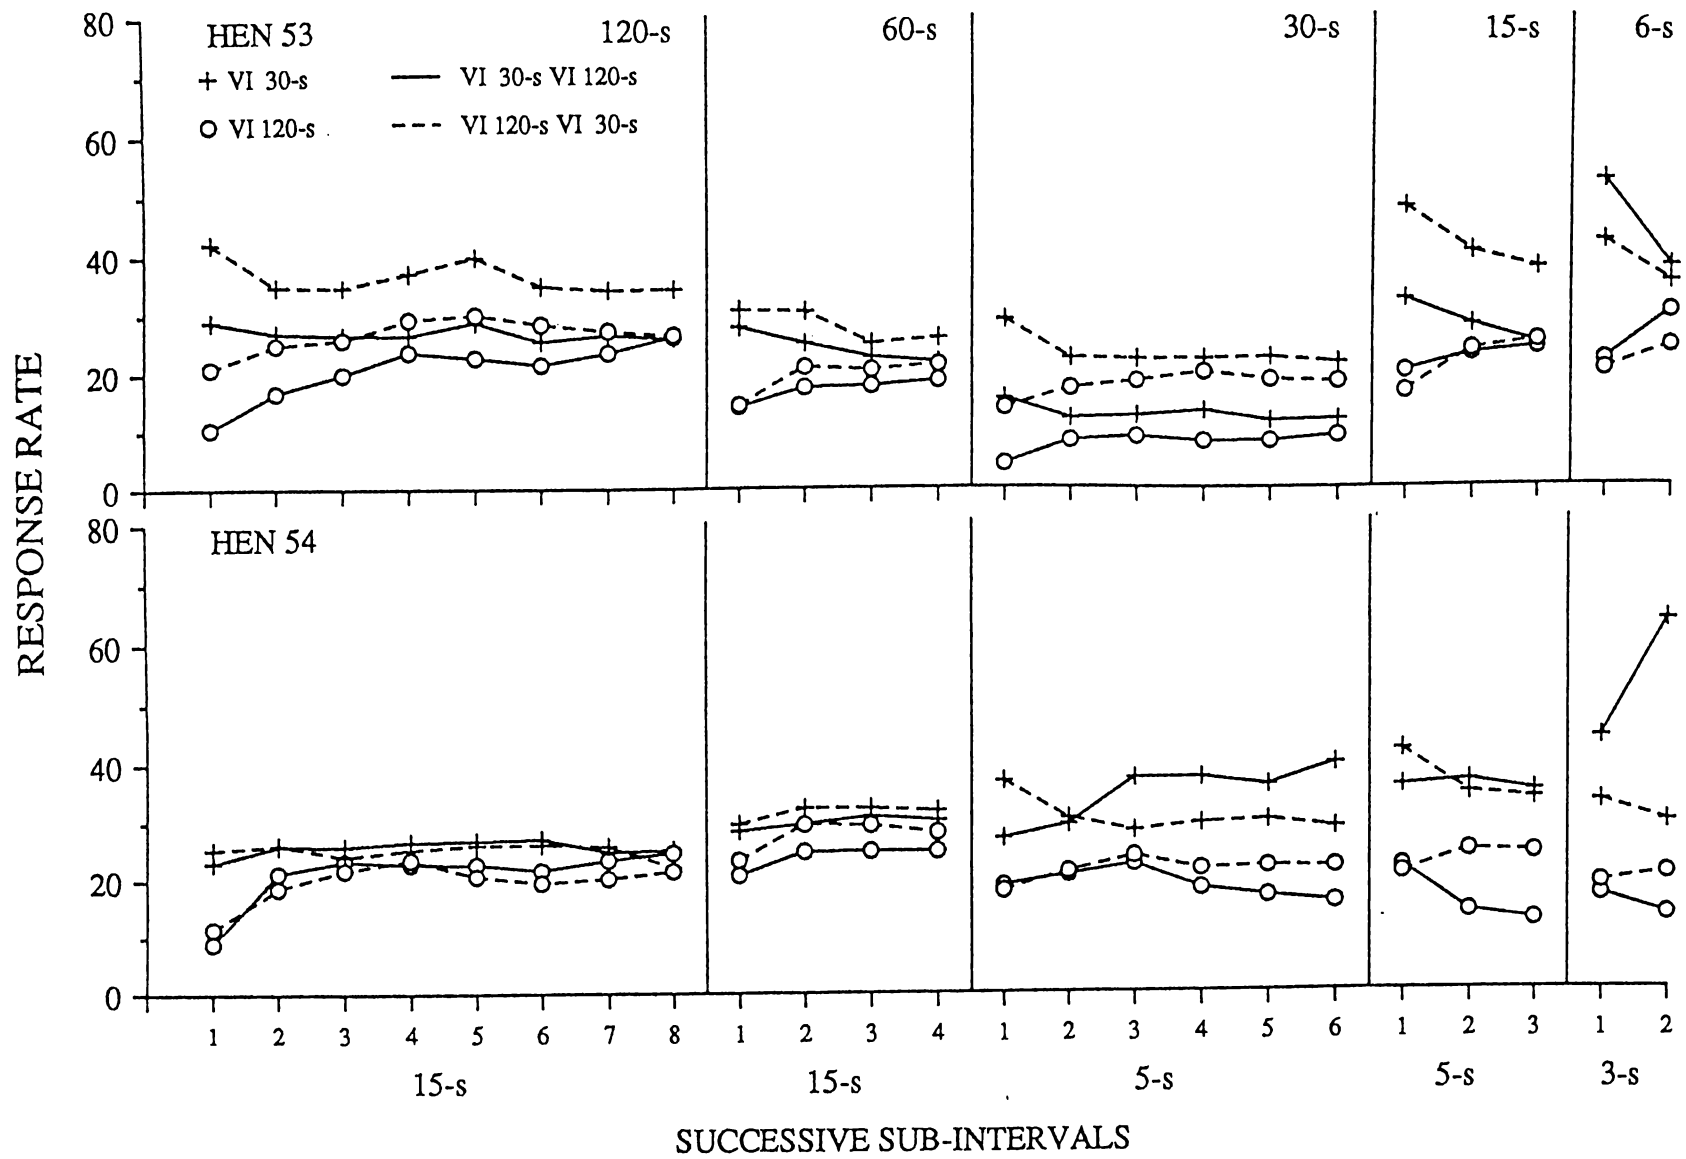 HEN 53 120-s 60-s 30-s 15-s 6-s
+ VI 30-s — VI 30-s VI 120-s
O VI 120-s --- VI 120-s VI 30-s
80
60
40
20
0
HEN 54
80
60
40
20
0
RESPONSE RATE
1 2 3 4 5 6 7 8 1 2 3 4 1 2 3 4 5 6 1 2 3 1 2
15-s 15-s 5-s 5-s 3-s
SUCCESSIVE SUB-INTERVALS